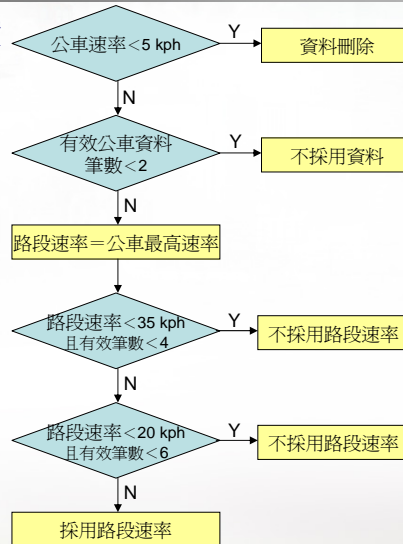 公車速率<5 kph
Y
資料刪除
N
有效公車資料
筆數<2
Y
不採用資料
N
路段速率=公車最高速率
路段速率<35 kph
且有效筆數<4
Y
不採用路段速率
N
路段速率<20 kph
且有效筆數<6
Y
不採用路段速率
N
採用路段速率